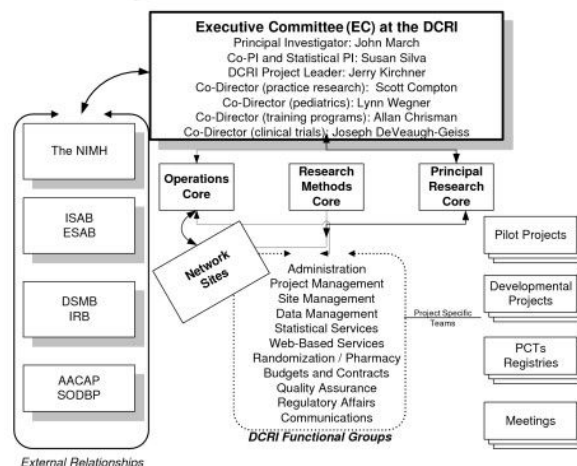 Executive Committee (EC) at the DCRI
Principal Investigator: John March
Co-PI and Statistical PI: Susan Silva
DCRI Project Leader: Jerry Kirchner
Co-Director (practice research): Scott Compton
Co-Director (pediatrics): Lynn Wegner
Co-Director (training programs): Allan Chrisman
Co-Director (clinical trials): Joseph DeVeaugh-Geiss
The NIMH
ISAB
ESAB
DSMB
IRB
AACAP
SODBP
External Relationships
Operations
Core
Research
Methods
Core
Principal
Research Core
Network
Sites
Administration
Project Management
Site Management
Data Management
Statistical Services
Web-Based Services
Randomization / Pharmacy
Budgets and Contracts
Quality Assurance
Regulatory Affairs
Communications
DCRI Functional Groups
Project Specific
Teams
Pilot Projects
Developmental
Projects
PCTs
Registries
Meetings